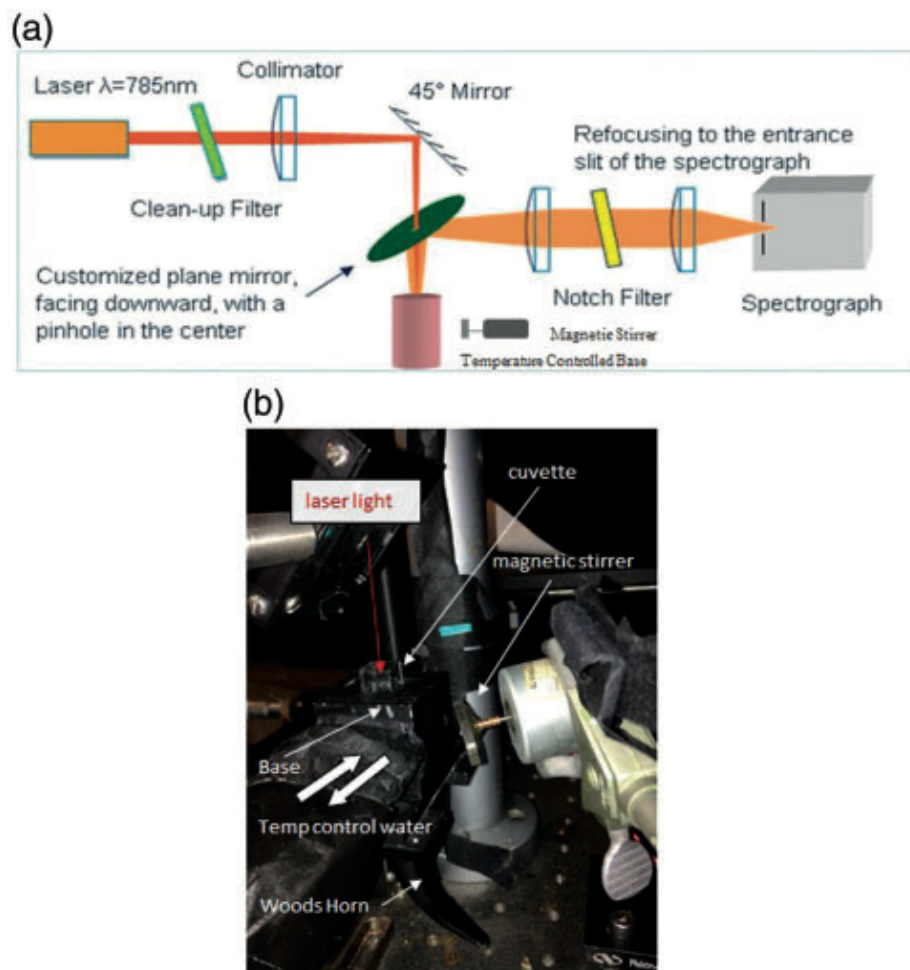 (a)
Collimator
Laser λ=785nm
45° Mirror
Refocusing to the entrance
slit of the spectrograph
Clean-up Filter
Customized plane mirror,
facing downward, with a
pinhole in the center
Notch Filter
Spectrograph
Magnetic Stirrer
Temperature Controlled Base
(b)
cuvette
laser light
magnetic stirrer
Base
Temp control water
Woods Horn